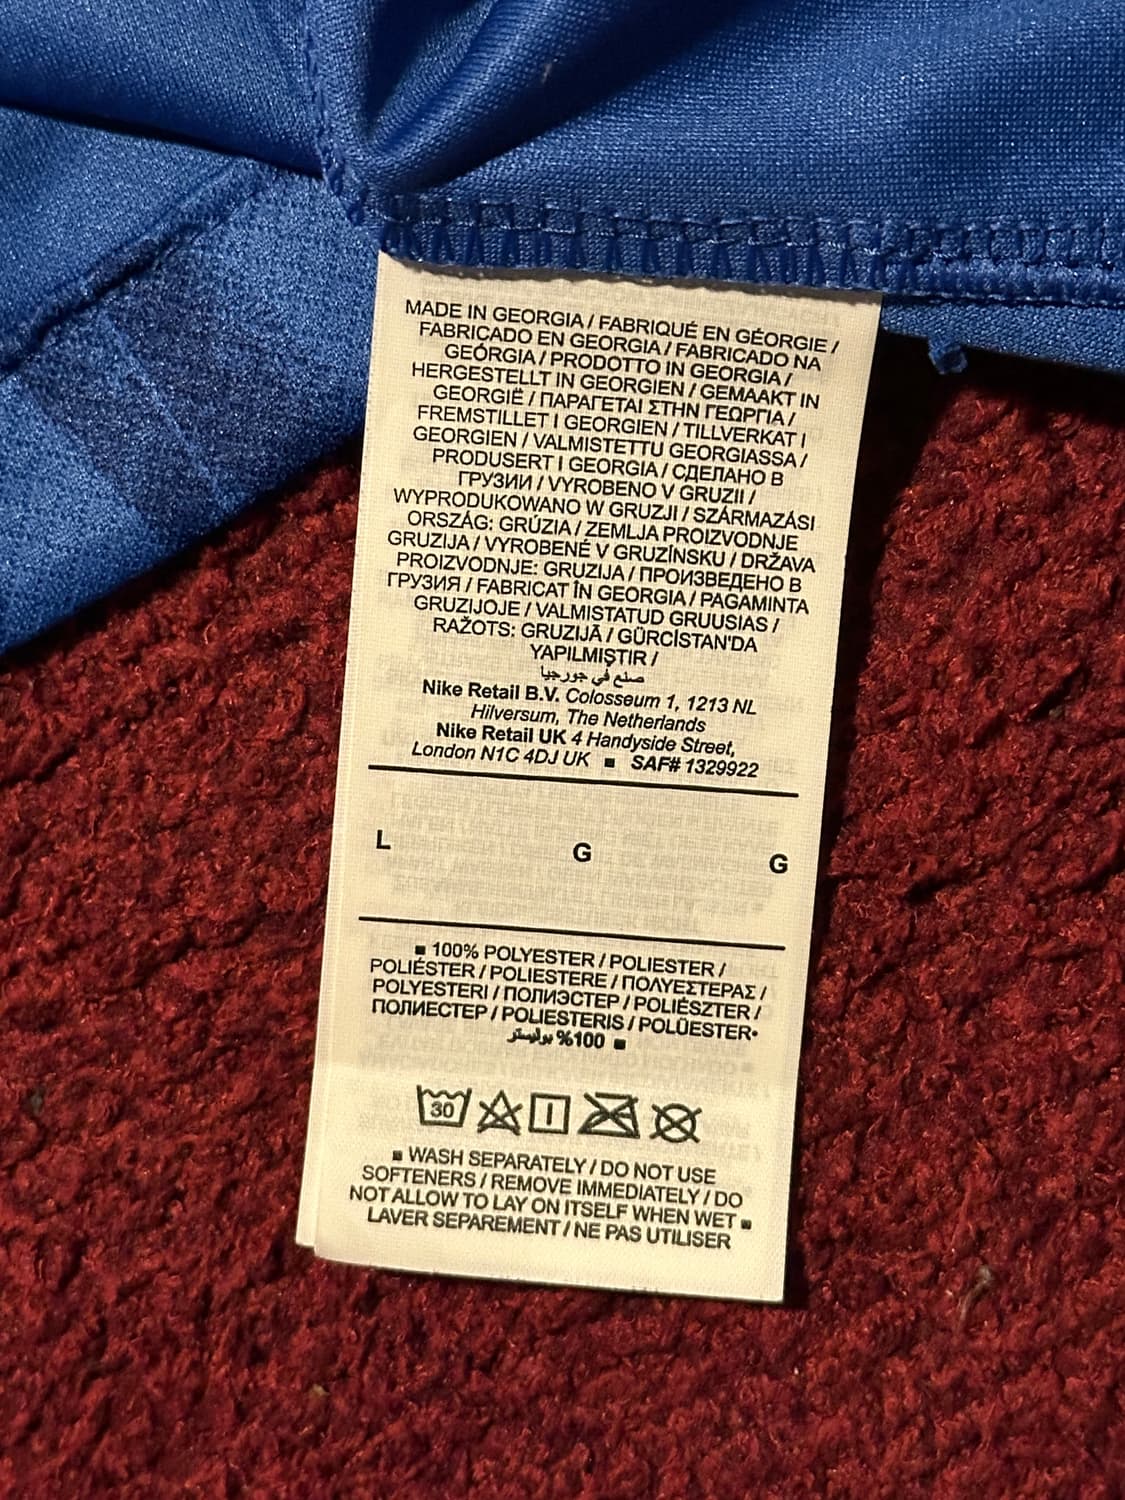 MADE IN GEORGIA / FABRIQUÉ EN GÉORGIE /
FABRICADO EN GEORGIA / FABRICADO NA
GEÓRGIA / PRODOTTO IN GEORGIA /
HERGESTELLT IN GEORGIEN / GEMAAKT IN
GEORGIË / ΠΑΡΑΓΕΤΑΙ ΣΤΗΝ ΓΕΩΡΓΙΑ /
FREMSTILLET I GEORGIEN / TILLVERKAT I
GEORGIEN / VALMISTETTU GEORGIASSA /
PRODUSERT I GEORGIA / СДЕЛАНО В
ГРУЗИИ / VYROBENO V GRUZII /
WYPRODUKOWANO W GRUZJI / SZÁRMAZÁSI
ORSZÁG: GRÚZIA / ZEMLJA PROIZVODNJE
GRUZIJA / VYROBENÉ V GRUZÍNSKU / DRŽAVA
PROIZVODNJE: GRUZIJA / ПРОИЗВЕДЕНО В
ГРУЗИЯ / FABRICAT ÎN GEORGIA / PAGAMINTA
GRUZIJOJE / VALMISTATUD GRUUSIAS /
RAŽOTS: GRUZIJĀ / GÜRCİSTAN'DA
YAPILMIŞTIR /
صنع في جورجيا
Nike Retail B.V. Colosseum 1, 1213 NL
Hilversum, The Netherlands
Nike Retail UK 4 Handyside Street,
London N1C 4DJ UK ■ SAF# 1329922
L G G
■ 100% POLYESTER / POLIESTER /
POLIÉSTER / POLIESTERE / ΠΟΛΥΕΣΤΕΡΑΣ /
POLYESTERI / ПОЛИЭСТЕР / POLIÉSZTER /
ПОЛИЕСТЕР / POLIESTERIS / POLÜESTER•
■ 100% بوليستر
30
■ WASH SEPARATELY / DO NOT USE
SOFTENERS / REMOVE IMMEDIATELY / DO
NOT ALLOW TO LAY ON ITSELF WHEN WET ■
LAVER SEPAREMENT / NE PAS UTILISER